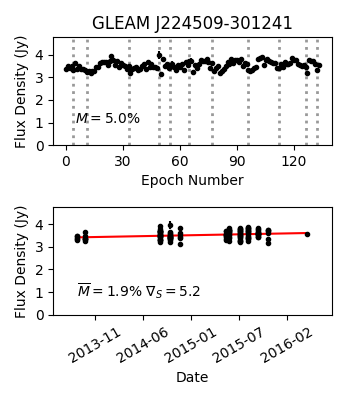 GLEAM J224509-301241
Flux Density (Jy)
4
3
2
1
0
M = 5.0%
0 30 60 90 120
Epoch Number
Flux Density (Jy)
4
3
2
1
0
M̅ = 1.9% ∇_S = 5.2
2013-11 2014-06 2015-01 2015-07 2016-02
Date